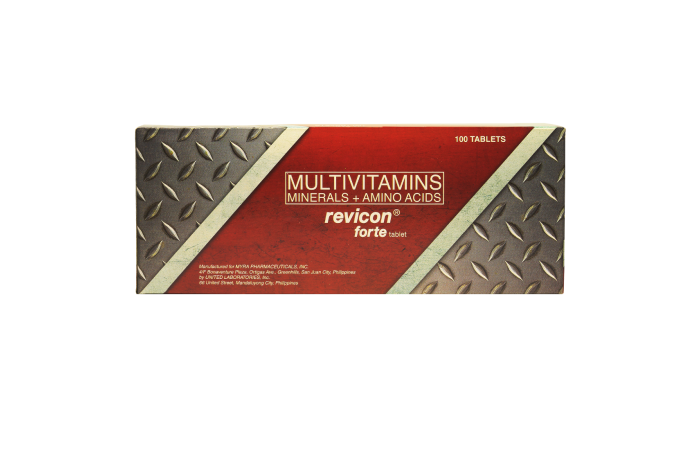 100 TABLETS
MULTIVITAMINS
MINERALS + AMINO ACIDS
revicon®
forte tablet
Manufactured for MYRA PHARMACEUTICALS, INC.
4/F Bonaventure Plaza, Ortigas Ave., Greenhills, San Juan City, Philippines
by UNITED LABORATORIES, Inc.
66 United Street, Mandaluyong City, Philippines